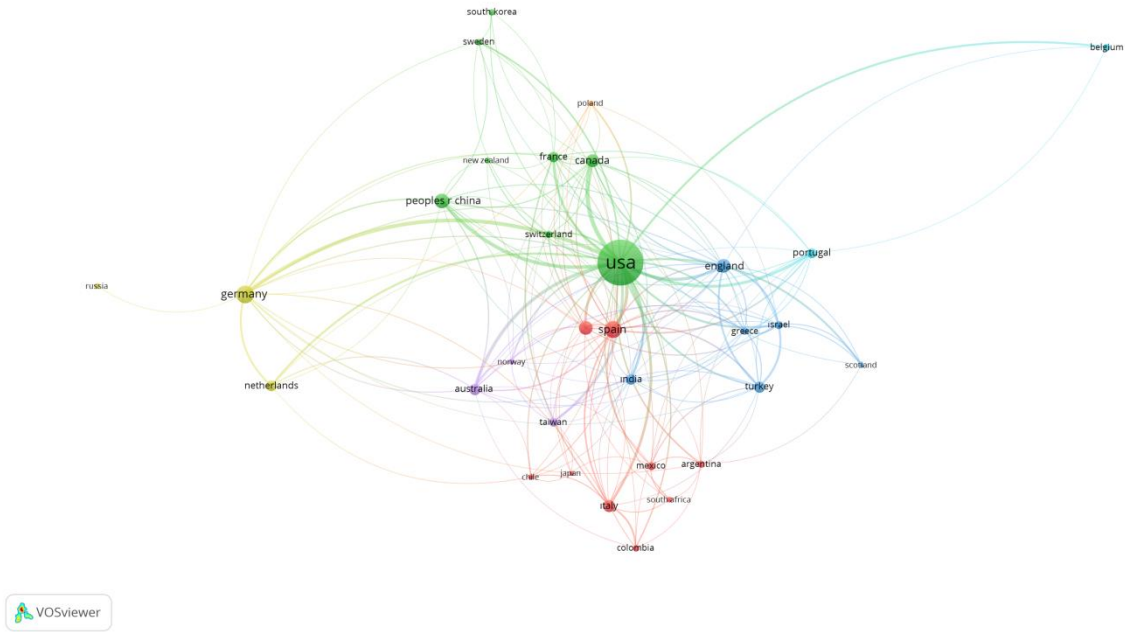 south korea
sweden
belgium
poland
new zealand
france
canada
peoples r china
switzerland
usa
england
portugal
russia
germany
spain
greece
israel
norway
scotland
netherlands
australia
india
turkey
taiwan
chile
japan
mexico
argentina
italy
south africa
colombia
VOSviewer